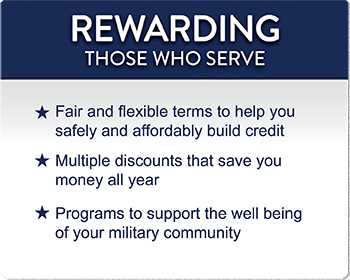 REWARDING
THOSE WHO SERVE
Fair and flexible terms to help you
safely and affordably build credit
Multiple discounts that save you
money all year
Programs to support the well being
of your military community